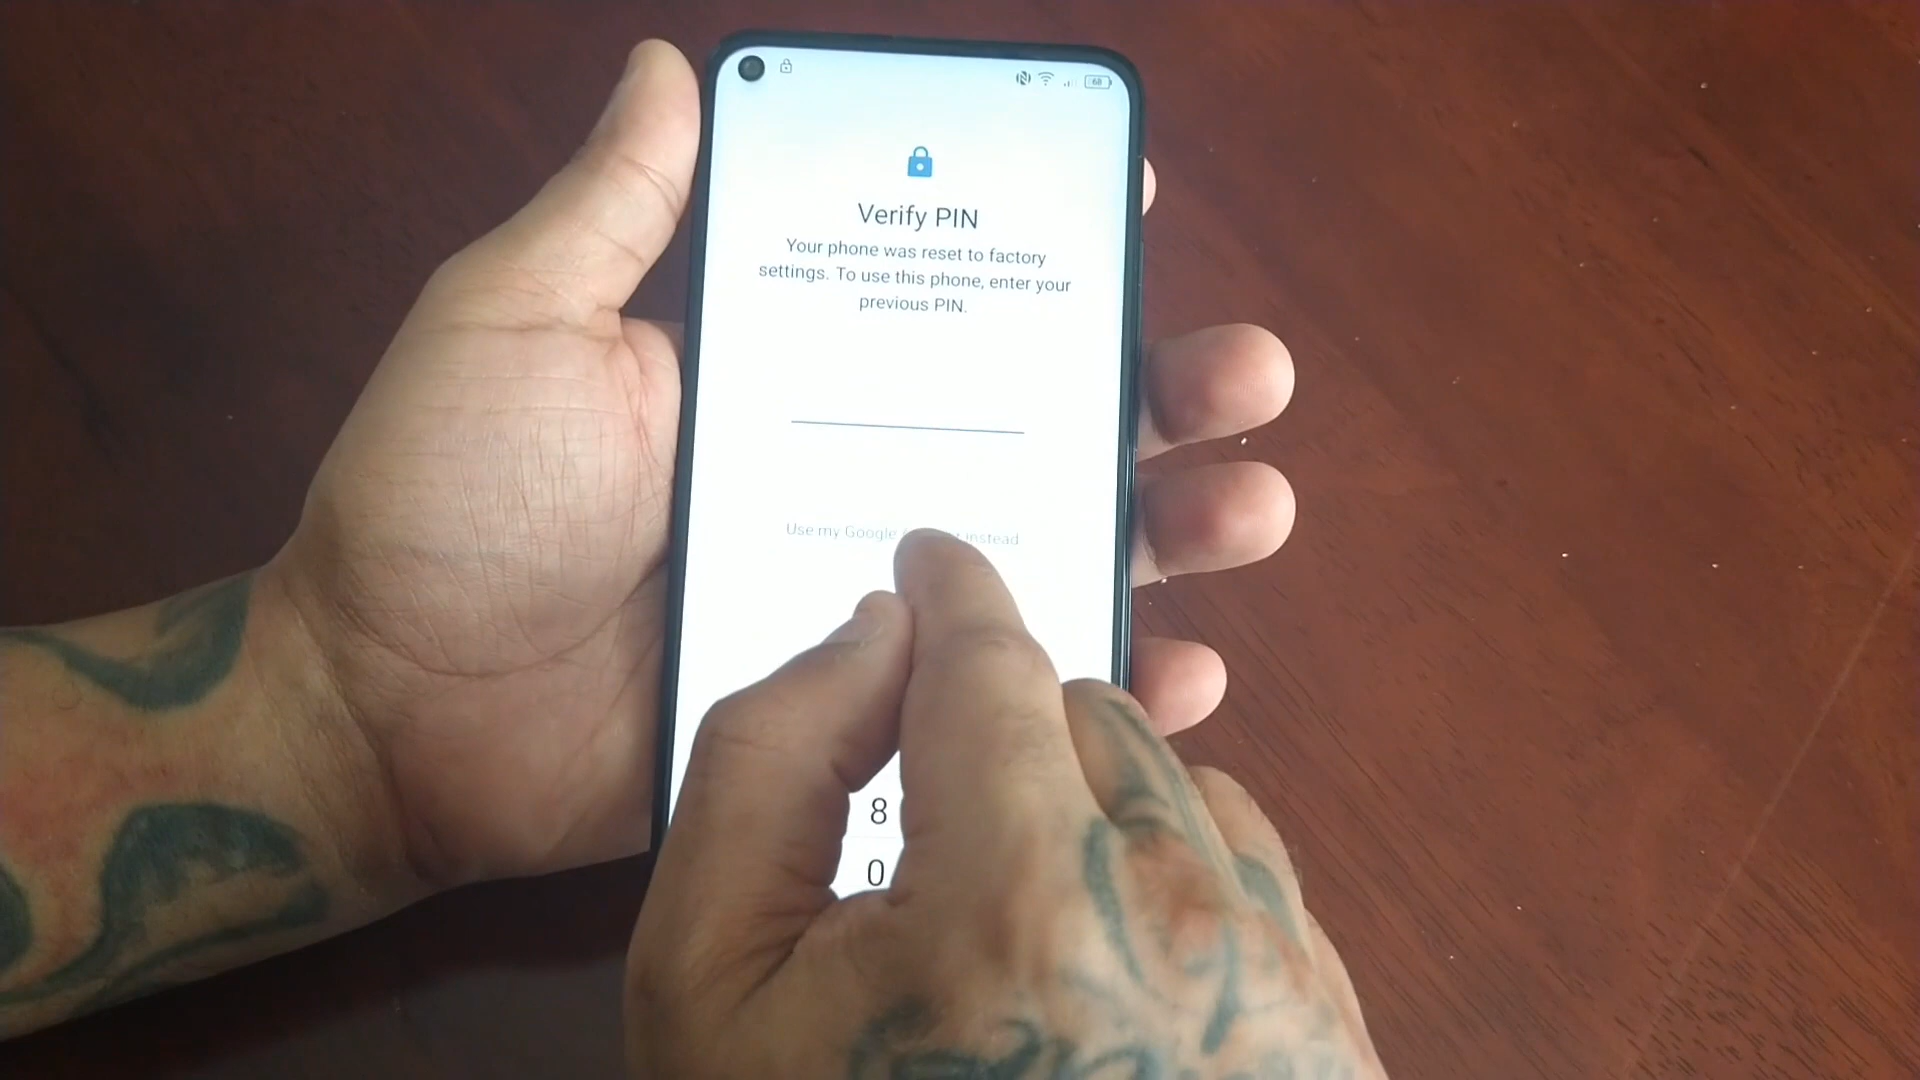 68
Verify PIN
Your phone was reset to factory
settings. To use this phone, enter your
previous PIN.
Use my Google instead
8
0